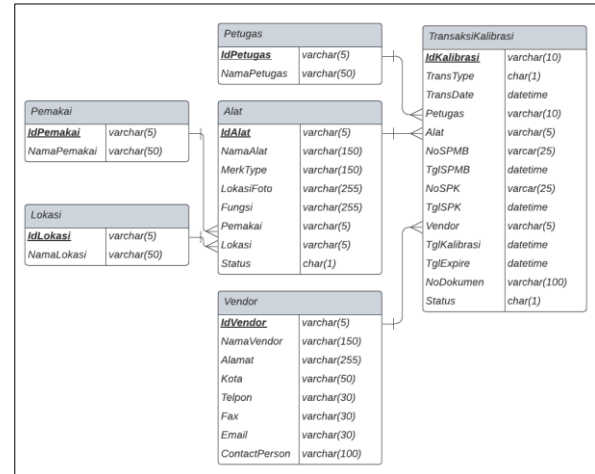 Petugas
IdPetugas varchar(5)
NamaPetugas varchar(50)
Pemakai
IdPemakai varchar(5)
NamaPemakai varchar(50)
Lokasi
IdLokasi varchar(5)
NamaLokasi varchar(50)
Alat
IdAlat varchar(5)
NamaAlat varchar(150)
MerkType varchar(150)
LokasiFoto varchar(255)
Fungsi varchar(255)
Pemakai varchar(5)
Lokasi varchar(5)
Status char(1)
Vendor
IdVendor varchar(5)
NamaVendor varchar(150)
Alamat varchar(255)
Kota varchar(50)
Telpon varchar(30)
Fax varchar(30)
Email varchar(30)
ContactPerson varchar(100)
TransaksiKalibrasi
IdKalibrasi varchar(10)
TransType char(1)
TransDate datetime
Petugas varchar(10)
Alat varchar(5)
NoSPMB varcar(25)
TglSPMB datetime
NoSPK varcar(25)
TglSPK datetime
Vendor varchar(5)
TglKalibrasi datetime
TglExpire datetime
NoDokumen varchar(100)
Status char(1)